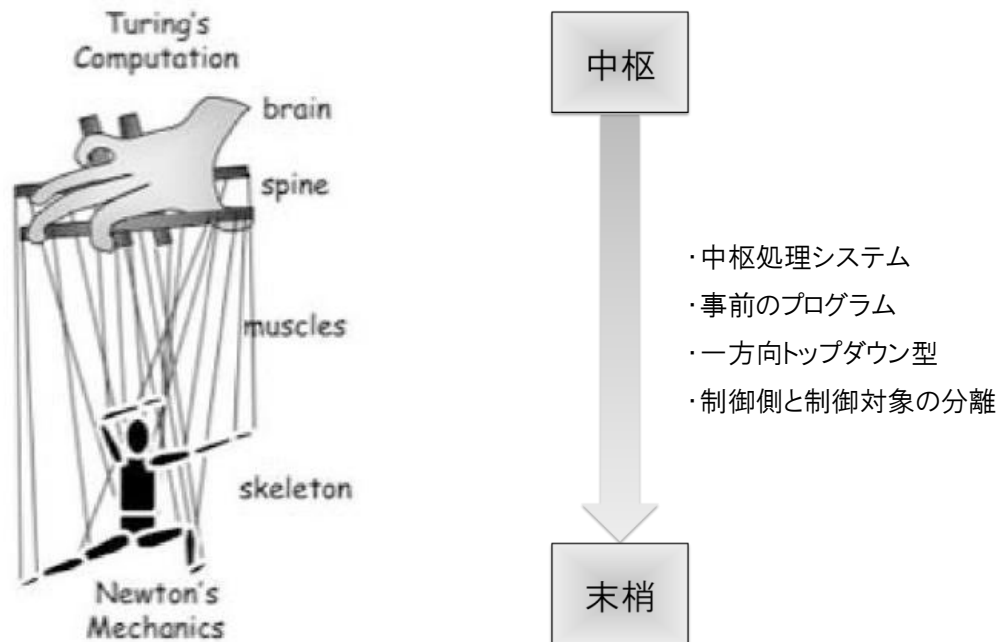 Turing's
Computation
brain
spine
muscles
skeleton
Newton's
Mechanics
中枢
・中枢処理システム
・事前のプログラム
・一方向トップダウン型
・制御側と制御対象の分離
末梢